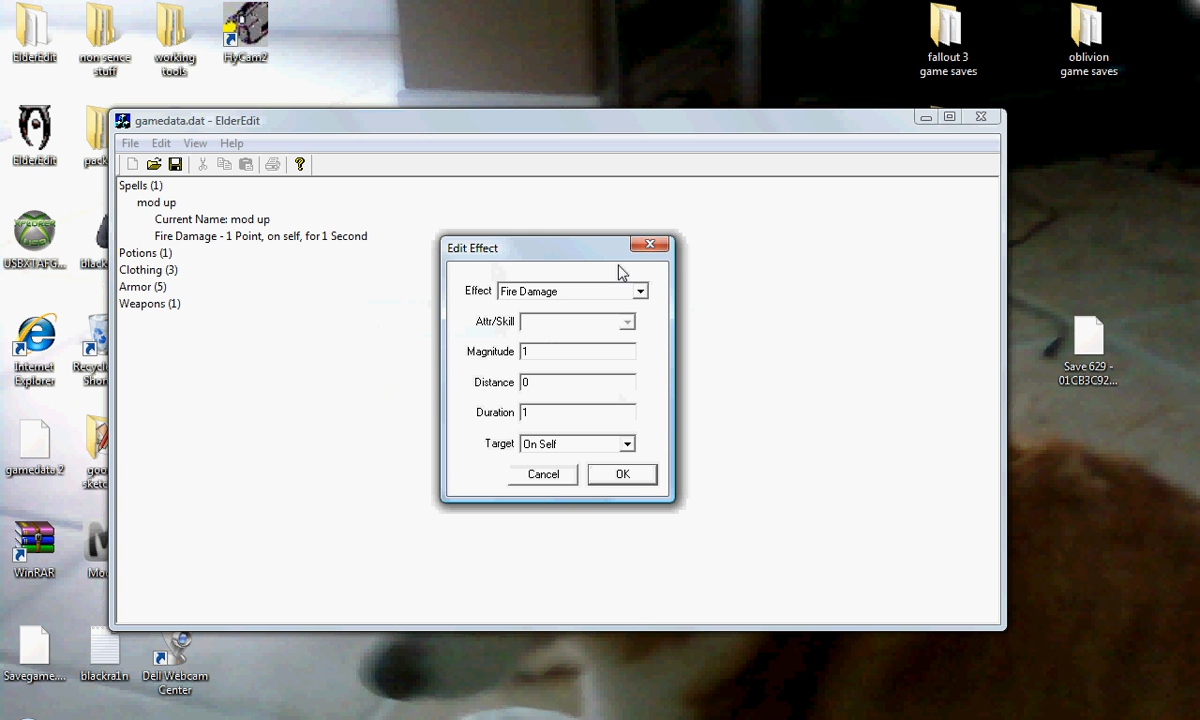 ElderEdit
non sence
stuff
working
tools
HyCam2
fallout 3
game saves
oblivion
game saves
ElderEdit
gamedata.dat - ElderEdit
File Edit View Help
Spells (1)
mod up
Current Name: mod up
Fire Damage - 1 Point, on self, for 1 Second
Potions (1)
Clothing (3)
Armor (5)
Weapons (1)
Edit Effect
Effect Fire Damage
Attr/Skill
Magnitude 1
Distance 0
Duration 1
Target On Self
Cancel OK
Internet
Explorer
Save 629 -
01CB3C92...
gamedata.2
WinRAR
Savegame....
blackra1n
Dell Webcam
Center